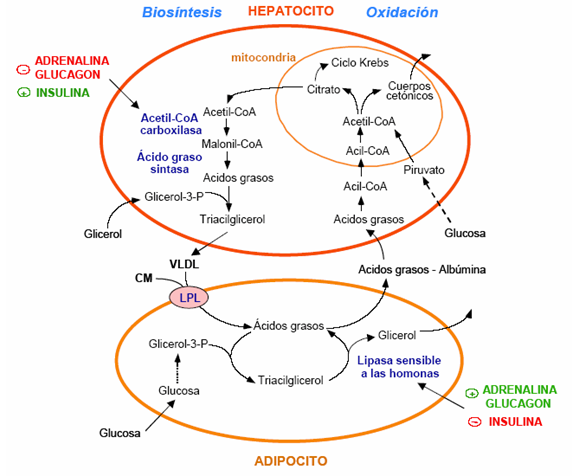 Biosíntesis HEPATOCITO Oxidación
mitocondria
Ciclo Krebs
Citrato
Cuerpos
cetónicos
Acetil-CoA
Acil-CoA
Acil-CoA
Ácidos grasos
Piruvato
Glucosa
- ADRENALINA
GLUCAGON
+ INSULINA
Acetil-CoA
carboxilasa
Ácido graso
sintasa
Acetil-CoA
Malonil-CoA
Acidos grasos
Glicerol-3-P
Triacilglicerol
Glicerol
VLDL
CM
LPL
Acidos grasos - Albúmina
Ácidos grasos
Glicerol
Glicerol-3-P
Triacilglicerol
Lipasa sensible
a las homonas
Glucosa
Glucosa
+ ADRENALINA
GLUCAGON
- INSULINA
ADIPOCITO